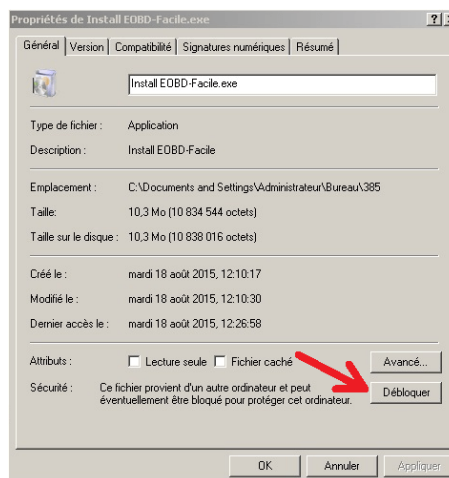 Propriétés de Install EOBD-Facile.exe
Général Version Compatibilité Signatures numériques Résumé
Install EOBD-Facile.exe
Type de fichier : Application
Description : Install EOBD-Facile
Emplacement : C:\Documents and Settings\Administrateur\Bureau\385
Taille: 10,3 Mo (10 834 544 octets)
Taille sur le disque : 10,3 Mo (10 838 016 octets)
Créé le : mardi 18 août 2015, 12:10:17
Modifié le : mardi 18 août 2015, 12:10:30
Dernier accès le : mardi 18 août 2015, 12:26:58
Attributs : Lecture seule Fichier caché Avancé...
Sécurité : Ce fichier provient d'un autre ordinateur et peut
éventuellement être bloqué pour protéger cet ordinateur. Débloquer
OK Annuler Appliquer